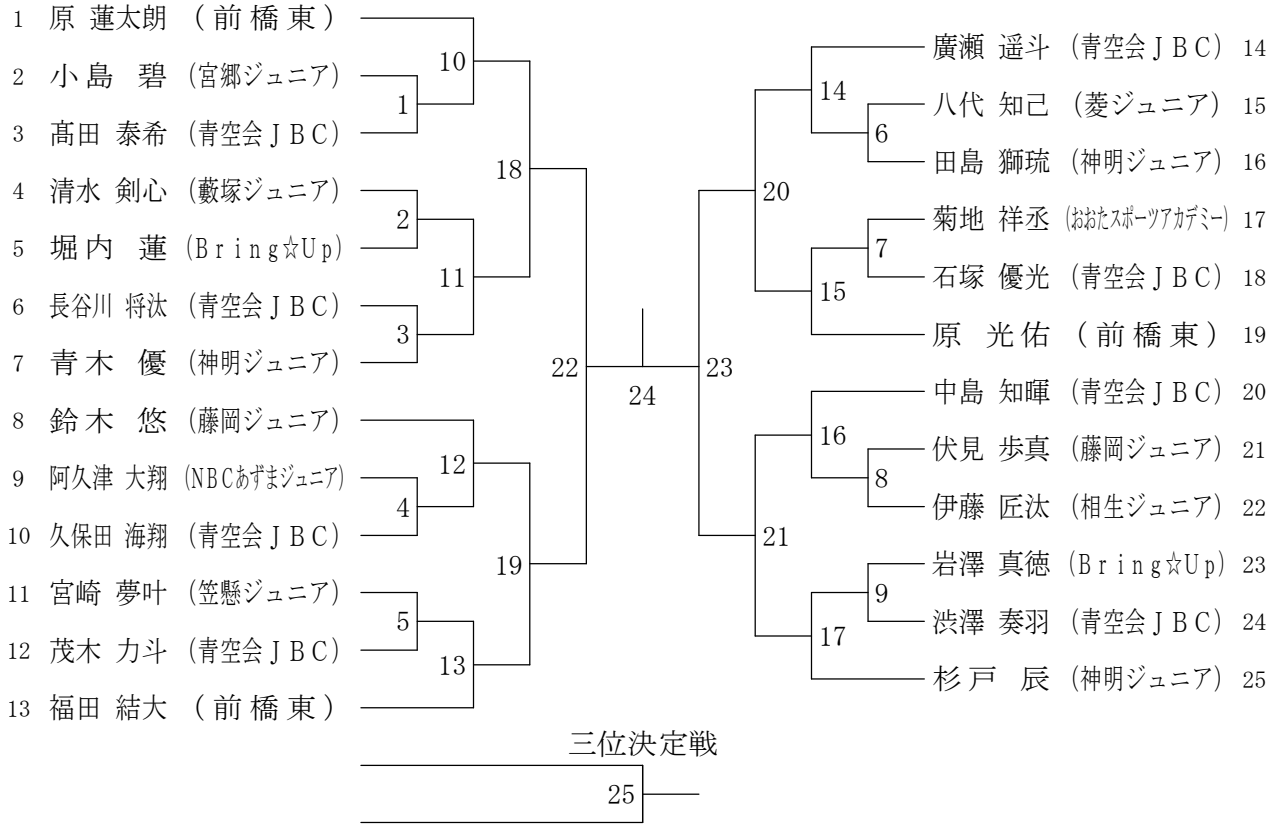 1 原 蓮太朗 (前橋東)
2 小島 碧 (宮郷ジュニア)
3 髙田 泰希 (青空会JBC)
4 清水 剣心 (藪塚ジュニア)
5 堀内 蓮 (Bring☆Up)
6 長谷川 将汰 (青空会JBC)
7 青木 優 (神明ジュニア)
8 鈴木 悠 (藤岡ジュニア)
9 阿久津 大翔 (NBCあずまジュニア)
10 久保田 海翔 (青空会JBC)
11 宮崎 夢叶 (笠懸ジュニア)
12 茂木 力斗 (青空会JBC)
13 福田 結大 (前橋東)
10
1
18
2
11
3
22
12
4
19
5
13
24
14
6
20
7
15
23
16
8
21
9
17
廣瀬 遥斗 (青空会JBC) 14
八代 知己 (菱ジュニア) 15
田島 獅琉 (神明ジュニア) 16
菊地 祥丞 (おおたスポーツアカデミー) 17
石塚 優光 (青空会JBC) 18
原 光佑 (前橋東) 19
中島 知暉 (青空会JBC) 20
伏見 歩真 (藤岡ジュニア) 21
伊藤 匠汰 (相生ジュニア) 22
岩澤 真徳 (Bring☆Up) 23
渋澤 奏羽 (青空会JBC) 24
杉戸 辰 (神明ジュニア) 25
三位決定戦
25